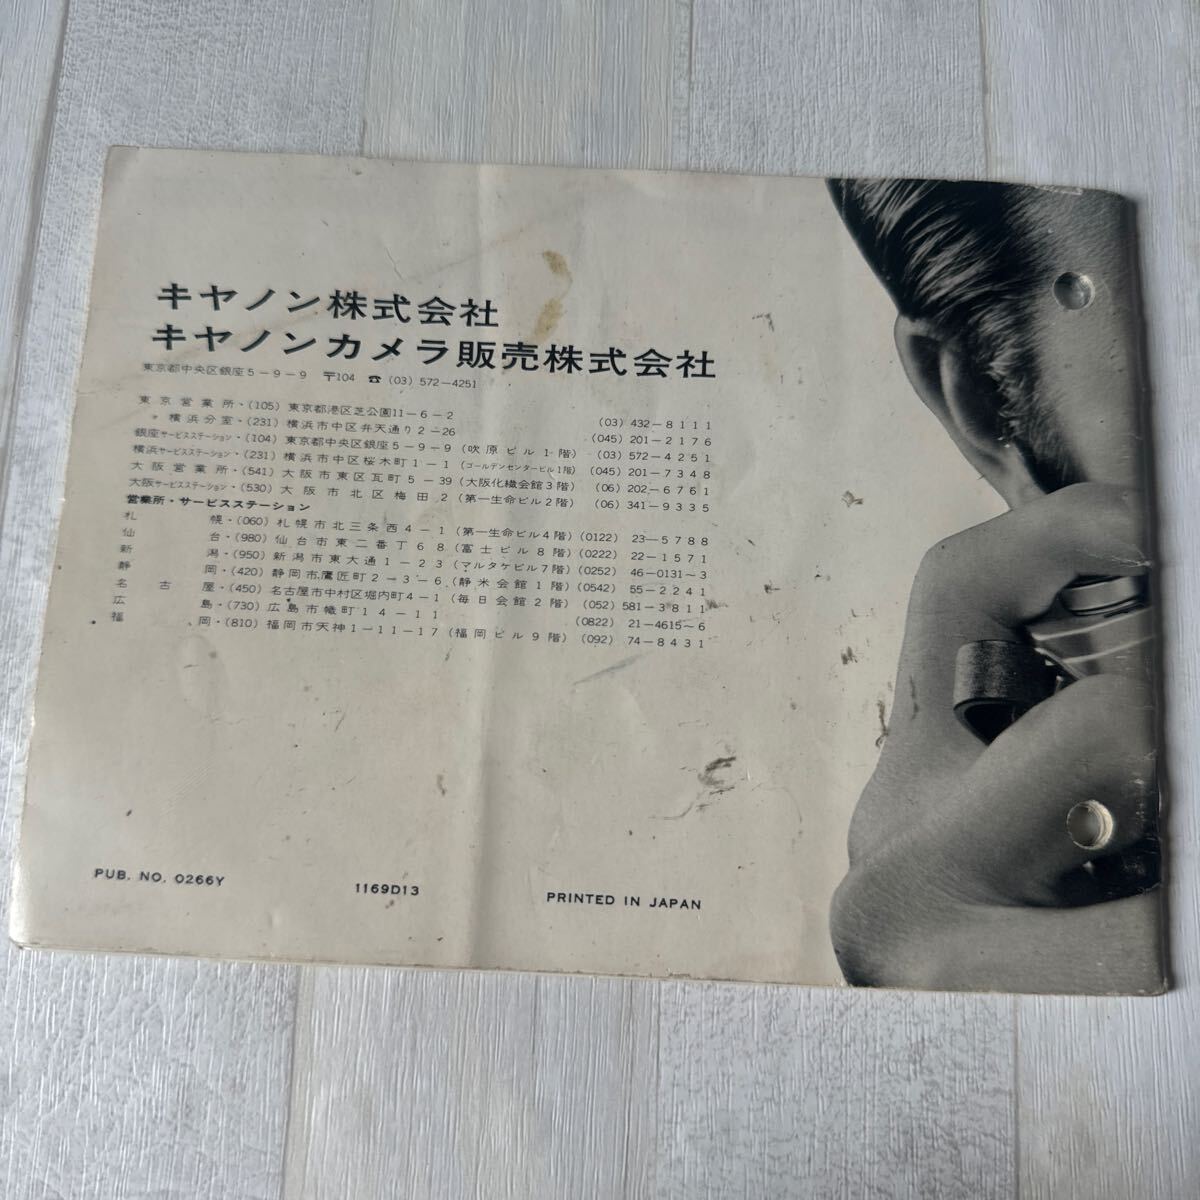 キヤノン株式会社
キヤノンカメラ販売株式会社
東京都中央区銀座5-9-9 〒104 ☎ (03) 572-4251
東京営業所・(105) 東京都港区芝公園11-6-2 (03) 432-8111
〃 横浜分室・(231) 横浜市中区弁天通り2-26 (045) 201-2176
銀座サービスステーション・(104) 東京都中央区銀座5-9-9 (吹原ビル1階) (03) 572-4251
横浜サービスステーション・(231) 横浜市中区桜木町1-1 (ゴールデンセンタービル1階) (045) 201-7348
大阪営業所・(541) 大阪市東区瓦町5-39 (大阪化繊会館3階) (06) 202-6761
大阪サービスステーション・(530) 大阪市北区梅田2 (第一生命ビル2階) (06) 341-9335
営業所・サービスステーション
札幌・(060) 札幌市北三条西4-1 (第一生命ビル4階) (0122) 23-5788
仙台・(980) 仙台市東二番丁68 (富士ビル8階) (0222) 22-1571
新潟・(950) 新潟市東大通1-23 (マルタケビル7階) (0252) 46-0131~3
静岡・(420) 静岡市鷹匠町2-3-6 (静米会館1階) (0542) 55-2241
名古屋・(450) 名古屋市中村区堀内町4-1 (毎日会館2階) (052) 581-3811
広島・(730) 広島市幟町14-11 (0822) 21-4615~6
福岡・(810) 福岡市天神1-11-17 (福岡ビル9階) (092) 74-8431
PUB. NO. 0266Y 1169D13 PRINTED IN JAPAN